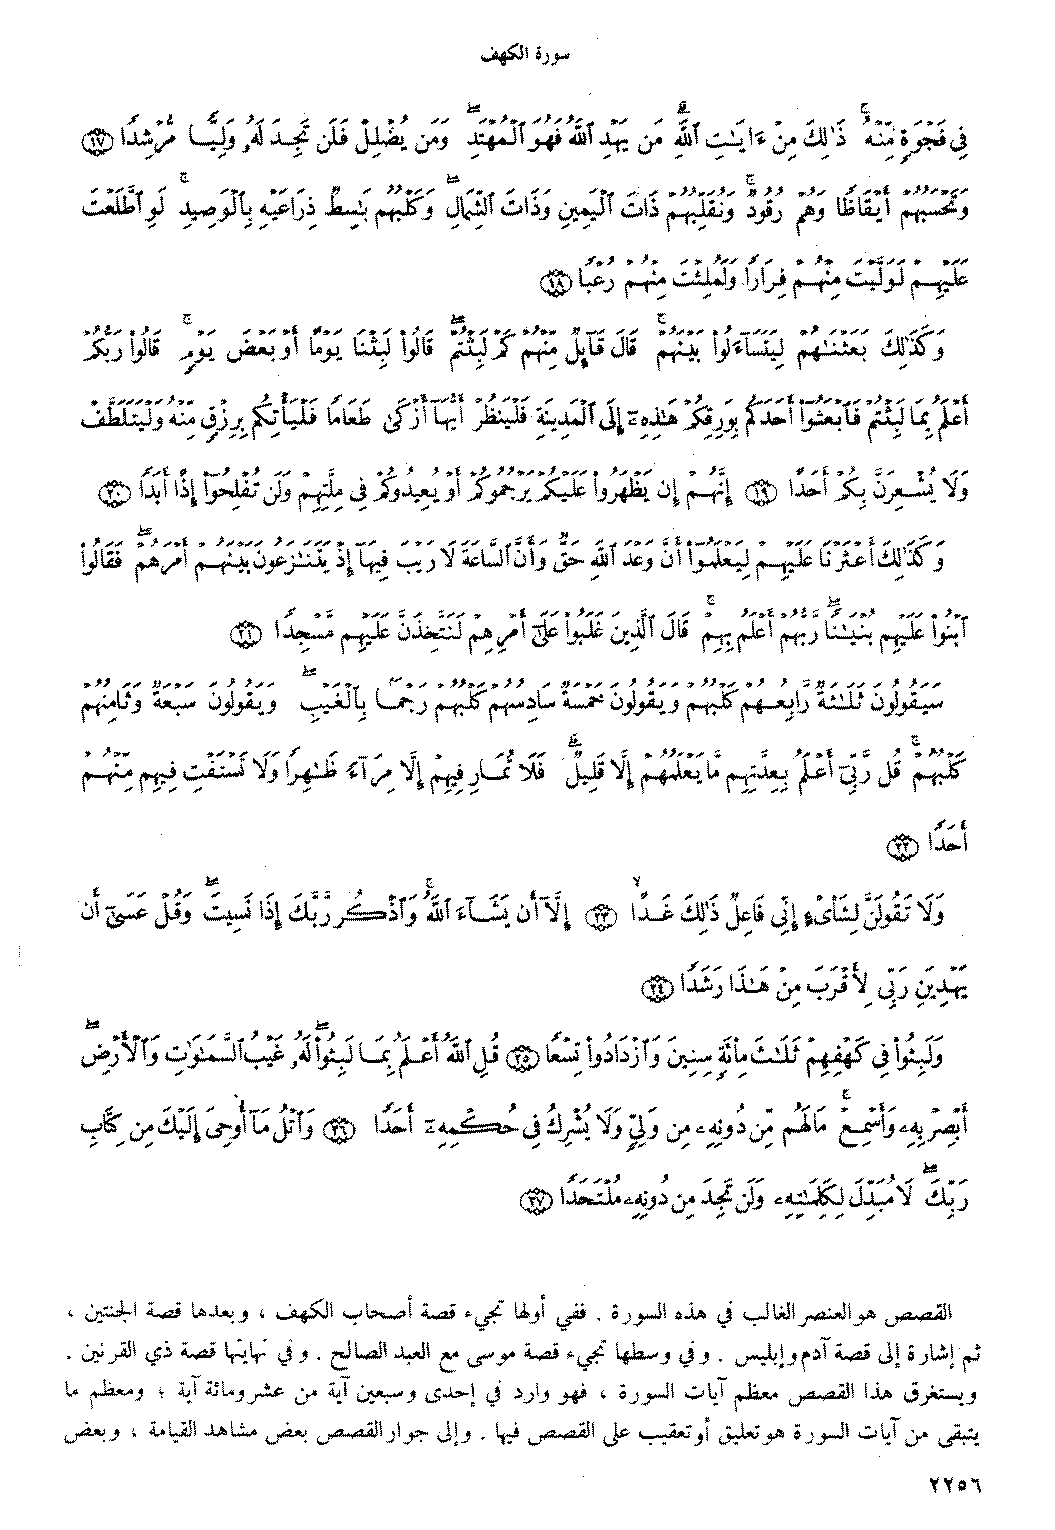 سورة الكهف
فِي فَجْوَةٍ مِّنْهُ ۚ ذَٰلِكَ مِنْ ءَايَٰتِ ٱللَّهِ ۗ مَن يَهْدِ ٱللَّهُ فَهُوَ ٱلْمُهْتَدِ ۖ وَمَن يُضْلِلْ فَلَن تَجِدَ لَهُۥ وَلِيًّا مُّرْشِدًا ﴿١٧﴾
وَتَحْسَبُهُمْ أَيْقَاظًا وَهُمْ رُقُودٌ ۚ وَنُقَلِّبُهُمْ ذَاتَ ٱلْيَمِينِ وَذَاتَ ٱلشِّمَالِ ۖ وَكَلْبُهُم بَٰسِطٌ ذِرَاعَيْهِ بِٱلْوَصِيدِ ۚ لَوِ ٱطَّلَعْتَ
عَلَيْهِمْ لَوَلَّيْتَ مِنْهُمْ فِرَارًا وَلَمُلِئْتَ مِنْهُمْ رُعْبًا ﴿١٨﴾
وَكَذَٰلِكَ بَعَثْنَٰهُمْ لِيَتَسَآءَلُوا۟ بَيْنَهُمْ ۚ قَالَ قَآئِلٌ مِّنْهُمْ كَمْ لَبِثْتُمْ ۖ قَالُوا۟ لَبِثْنَا يَوْمًا أَوْ بَعْضَ يَوْمٍ ۚ قَالُوا۟ رَبُّكُمْ
أَعْلَمُ بِمَا لَبِثْتُمْ فَٱبْعَثُوٓا۟ أَحَدَكُم بِوَرِقِكُمْ هَٰذِهِۦٓ إِلَى ٱلْمَدِينَةِ فَلْيَنظُرْ أَيُّهَآ أَزْكَىٰ طَعَامًا فَلْيَأْتِكُم بِرِزْقٍ مِّنْهُ وَلْيَتَلَطَّفْ
وَلَا يُشْعِرَنَّ بِكُمْ أَحَدًا ﴿١٩﴾ إِنَّهُمْ إِن يَظْهَرُوا۟ عَلَيْكُمْ يَرْجُمُوكُمْ أَوْ يُعِيدُوكُمْ فِي مِلَّتِهِمْ وَلَن تُفْلِحُوٓا۟ إِذًا أَبَدًا ﴿٢٠﴾
وَكَذَٰلِكَ أَعْثَرْنَا عَلَيْهِمْ لِيَعْلَمُوٓا۟ أَنَّ وَعْدَ ٱللَّهِ حَقٌّ وَأَنَّ ٱلسَّاعَةَ لَا رَيْبَ فِيهَآ إِذْ يَتَنَٰزَعُونَ بَيْنَهُمْ أَمْرَهُمْ ۖ فَقَالُوا۟
ٱبْنُوا۟ عَلَيْهِم بُنْيَٰنًا ۖ رَّبُّهُمْ أَعْلَمُ بِهِمْ ۚ قَالَ ٱلَّذِينَ غَلَبُوا۟ عَلَىٰٓ أَمْرِهِمْ لَنَتَّخِذَنَّ عَلَيْهِم مَّسْجِدًا ﴿٢١﴾
سَيَقُولُونَ ثَلَٰثَةٌ رَّابِعُهُمْ كَلْبُهُمْ وَيَقُولُونَ خَمْسَةٌ سَادِسُهُمْ كَلْبُهُمْ رَجْمًۢا بِٱلْغَيْبِ ۖ وَيَقُولُونَ سَبْعَةٌ وَثَامِنُهُمْ
كَلْبُهُمْ ۚ قُل رَّبِّيٓ أَعْلَمُ بِعِدَّتِهِم مَّا يَعْلَمُهُمْ إِلَّا قَلِيلٌ ۗ فَلَا تُمَارِ فِيهِمْ إِلَّا مِرَآءً ظَٰهِرًا وَلَا تَسْتَفْتِ فِيهِم مِّنْهُمْ
أَحَدًا ﴿٢٢﴾
وَلَا تَقُولَنَّ لِشَا۟يْءٍ إِنِّي فَاعِلٌ ذَٰلِكَ غَدًا ﴿٢٣﴾ إِلَّآ أَن يَشَآءَ ٱللَّهُ ۚ وَٱذْكُر رَّبَّكَ إِذَا نَسِيتَ ۖ وَقُلْ عَسَىٰٓ أَن
يَهْدِيَنِ رَبِّي لِأَقْرَبَ مِنْ هَٰذَا رَشَدًا ﴿٢٤﴾
وَلَبِثُوا۟ فِي كَهْفِهِمْ ثَلَٰثَ مِا۟ئَةٍ سِنِينَ وَٱزْدَادُوا۟ تِسْعًا ﴿٢٥﴾ قُلِ ٱللَّهُ أَعْلَمُ بِمَا لَبِثُوا۟ ۖ لَهُۥ غَيْبُ ٱلسَّمَٰوَٰتِ وَٱلْأَرْضِ ۖ
أَبْصِرْ بِهِۦ وَأَسْمِعْ ۚ مَا لَهُم مِّن دُونِهِۦ مِن وَلِيٍّ وَلَا يُشْرِكُ فِي حُكْمِهِۦٓ أَحَدًا ﴿٢٦﴾ وَٱتْلُ مَآ أُوحِيَ إِلَيْكَ مِن كِتَابِ
رَبِّكَ ۖ لَا مُبَدِّلَ لِكَلِمَٰتِهِۦ وَلَن تَجِدَ مِن دُونِهِۦ مُلْتَحَدًا ﴿٢٧﴾
القصص هو العنصر الغالب في هذه السورة . ففي أولها تجيء قصة أصحاب الكهف ، وبعدها قصة الجنتين ،
ثم إشارة إلى قصة آدم وإبليس . وفي وسطها تجيء قصة موسى مع العبد الصالح . وفي نهايتها قصة ذي القرنين .
ويستغرق هذا القصص معظم آيات السورة ، فهو وارد في إحدى وسبعين آية من عشر ومائة آية ؛ ومعظم ما
يتبقى من آيات السورة هو تعليق أو تعقيب على القصص فيها . وإلى جوار القصص بعض مشاهد القيامة ، وبعض
٢٢٥٦